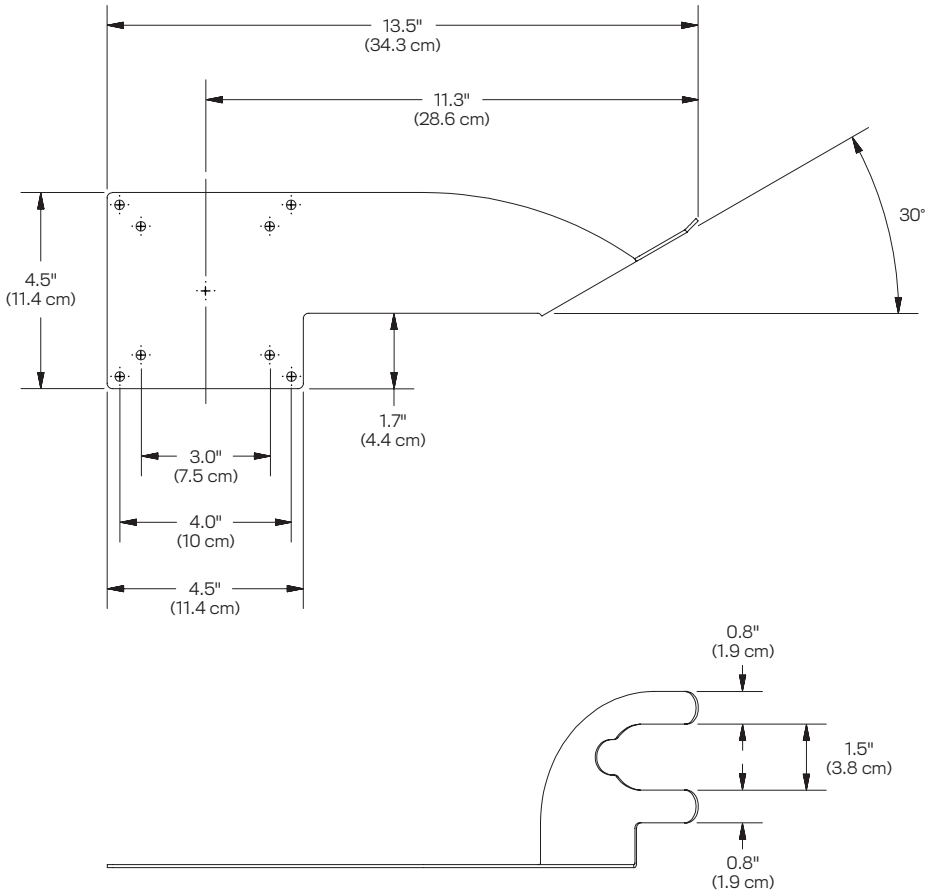 13.5"
(34.3 cm)
11.3"
(28.6 cm)
30°
4.5"
(11.4 cm)
1.7"
(4.4 cm)
3.0"
(7.5 cm)
4.0"
(10 cm)
4.5"
(11.4 cm)
0.8"
(1.9 cm)
1.5"
(3.8 cm)
0.8"
(1.9 cm)